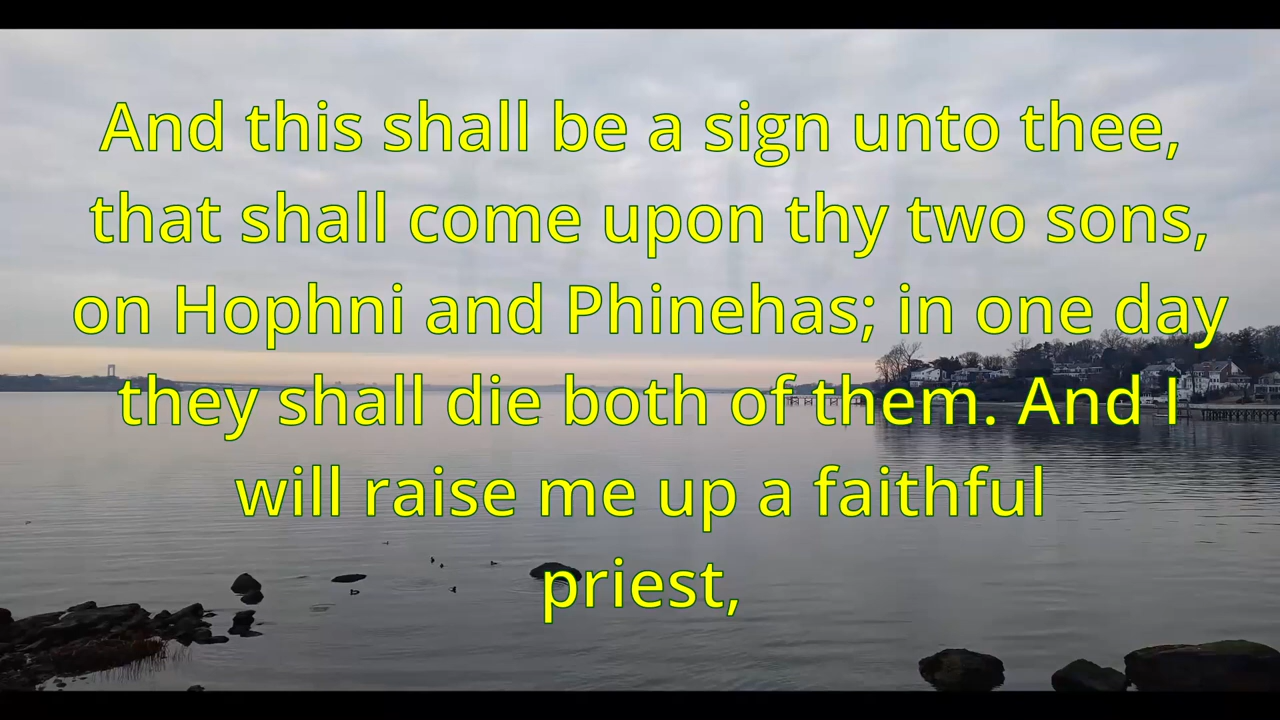 And this shall be a sign unto thee,
that shall come upon thy two sons,
on Hophni and Phinehas; in one day
they shall die both of them. And I
will raise me up a faithful
priest,